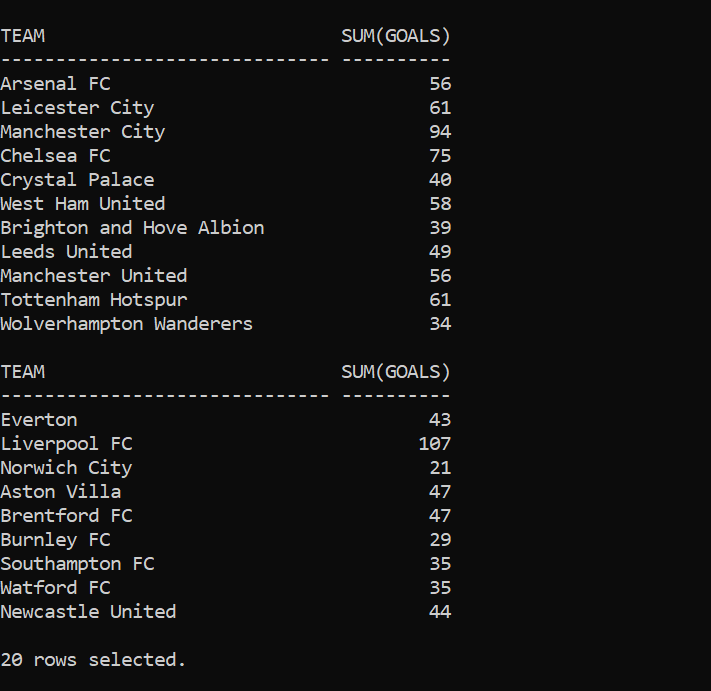 TEAM                           SUM(GOALS)
------------------------------ ----------
Arsenal FC                             56
Leicester City                         61
Manchester City                        94
Chelsea FC                             75
Crystal Palace                         40
West Ham United                        58
Brighton and Hove Albion               39
Leeds United                           49
Manchester United                      56
Tottenham Hotspur                      61
Wolverhampton Wanderers                34

TEAM                           SUM(GOALS)
------------------------------ ----------
Everton                                43
Liverpool FC                          107
Norwich City                           21
Aston Villa                            47
Brentford FC                           47
Burnley FC                             29
Southampton FC                         35
Watford FC                             35
Newcastle United                       44

20 rows selected.